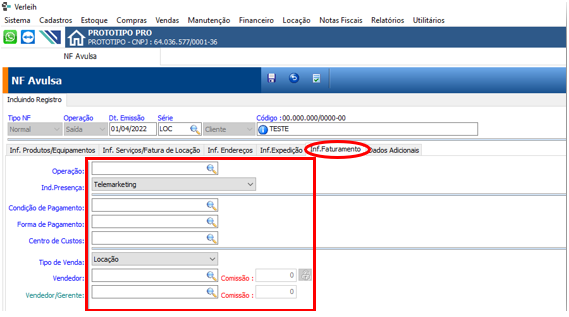 Verleih
Sistema Cadastros Estoque Compras Vendas Manutenção Financeiro Locação Notas Fiscais Relatórios Utilitários
PROTOTIPO PRO
PROTOTIPO - CNPJ : 64.036.577/0001-36
NF Avulsa
NF Avulsa
Incluindo Registro
Tipo NF Operação Dt. Emissão Série Código :00.000.000/0000-00
Normal Saída 01/04/2022 LOC Cliente TESTE
Inf. Produtos/Equipamentos Inf. Serviços/Fatura de Locação Inf. Endereços Inf.Expedição Inf.Faturamento Dados Adicionais
Operação:
Ind.Presença: Telemarketing
Condição de Pagamento:
Forma de Pagamento:
Centro de Custos:
Tipo de Venda: Locação
Vendedor: Comissão : 0
Vendedor/Gerente: Comissão : 0